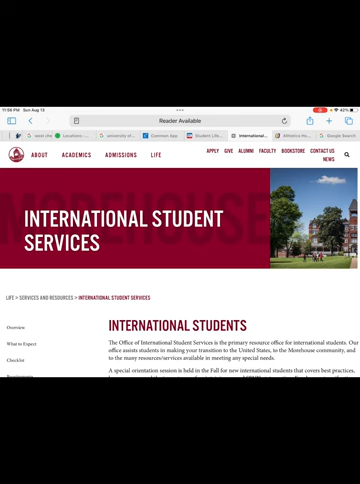 11:58 PM Sun Aug 13
42%
Reader Available
west che
Locations -...
university of...
Common App
Student Life...
International...
Athletics Ho...
Google Search
APPLY GIVE ALUMNI FACULTY BOOKSTORE CONTACT US
NEWS
ABOUT ACADEMICS ADMISSIONS LIFE
MOREHOUSE
INTERNATIONAL STUDENT
SERVICES
LIFE > SERVICES AND RESOURCES > INTERNATIONAL STUDENT SERVICES
Overview
What to Expect
Checklist
INTERNATIONAL STUDENTS
The Office of International Student Services is the primary resource office for international students. Our
office assists students in making your transition to the United States, to the Morehouse community, and
to the many resources/services available in meeting any special needs.
A special orientation session is held in the Fall for new international students that covers best practices,